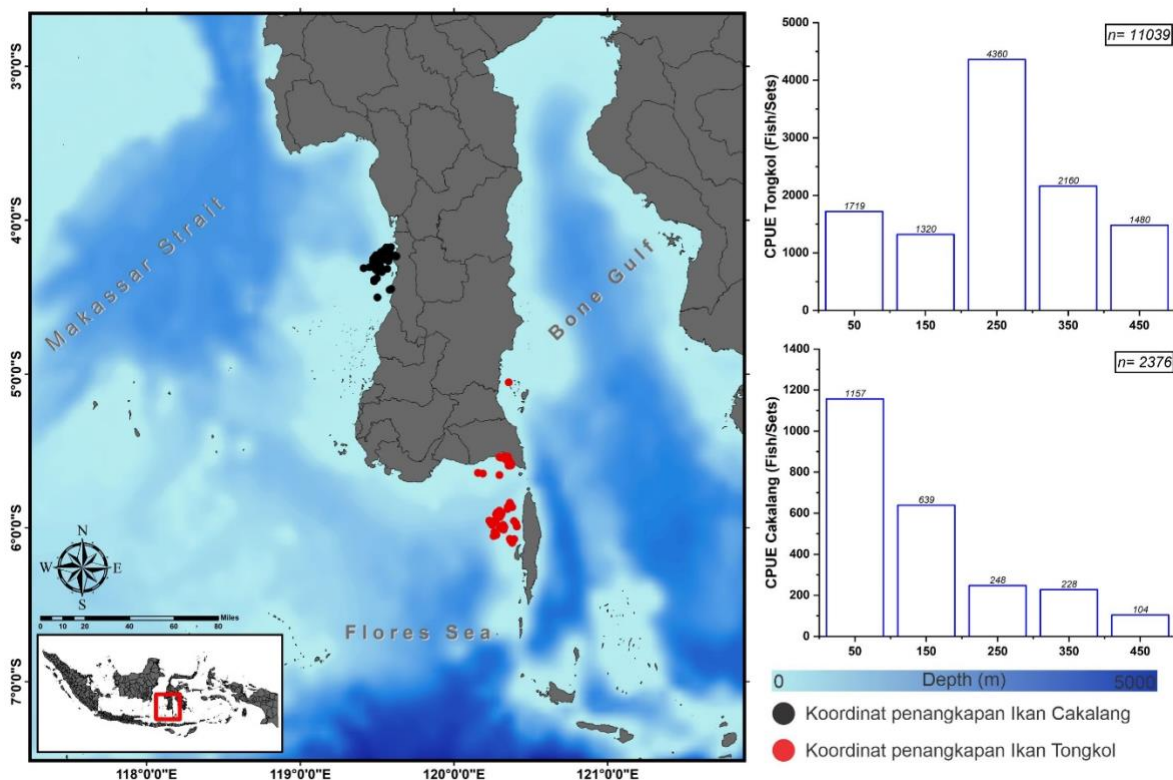 3°0'0"S
4°0'0"S
5°0'0"S
6°0'0"S
7°0'0"S
Makassar Strait
Bone Gulf
Flores Sea
N
W E
S
Miles
0 5 10 20 40 60 80
118°0'0"E 119°0'0"E 120°0'0"E 121°0'0"E
CPUE Tongkol (Fish/Sets)
5000
4000
3000
2000
1000
0
n= 11039
1719
1320
4360
2160
1480
50 150 250 350 450
CPUE Cakalang (Fish/Sets)
1400
1200
1000
800
600
400
200
0
n= 2376
1157
639
248
228
104
50 150 250 350 450
0 Depth (m) 5000
Koordinat penangkapan Ikan Cakalang
Koordinat penangkapan Ikan Tongkol